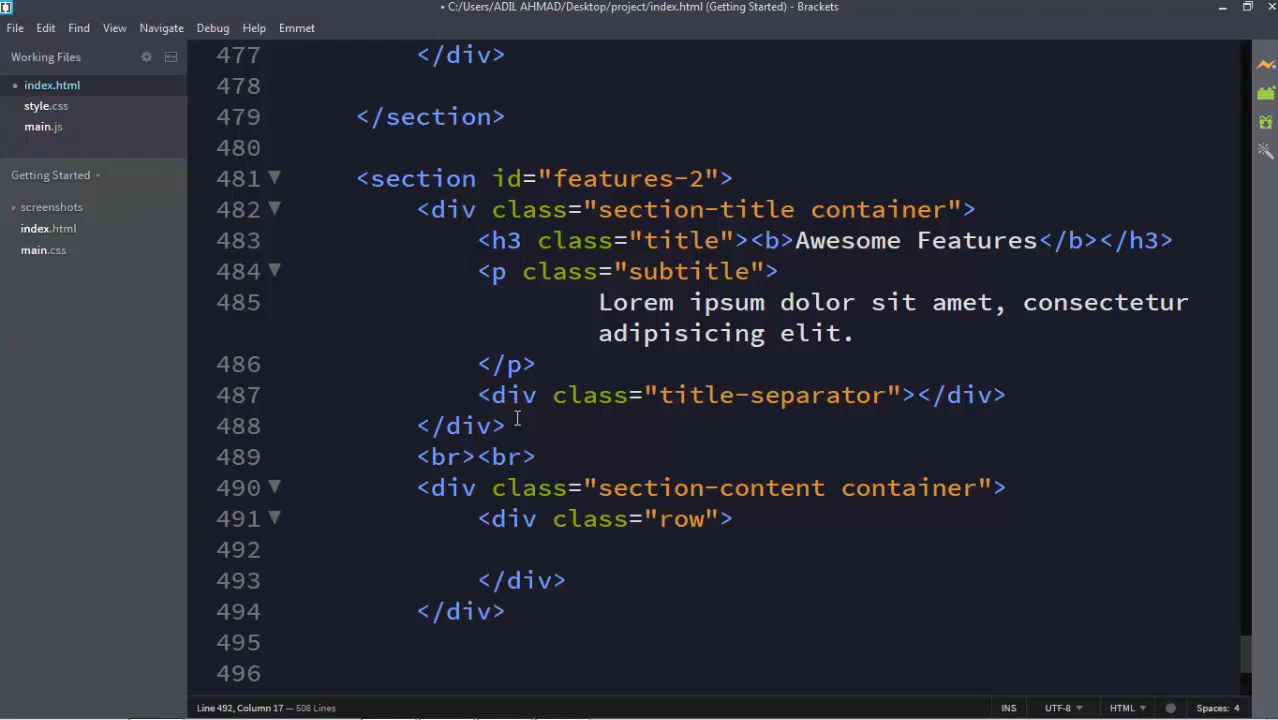 • C:/Users/ADIL AHMAD/Desktop/project/index.html (Getting Started) - Brackets
File Edit Find View Navigate Debug Help Emmet
Working Files
• index.html
style.css
main.js
Getting Started
screenshots
index.html
main.css
477 </div>
478
479 </section>
480
481 <section id="features-2">
482 <div class="section-title container">
483 <h3 class="title"><b>Awesome Features</b></h3>
484 <p class="subtitle">
485 Lorem ipsum dolor sit amet, consectetur
adipisicing elit.
486 </p>
487 <div class="title-separator"></div>
488 </div>
489 <br><br>
490 <div class="section-content container">
491 <div class="row">
492
493 </div>
494 </div>
495
496
Line 492, Column 17 — 508 Lines INS UTF-8 HTML Spaces: 4